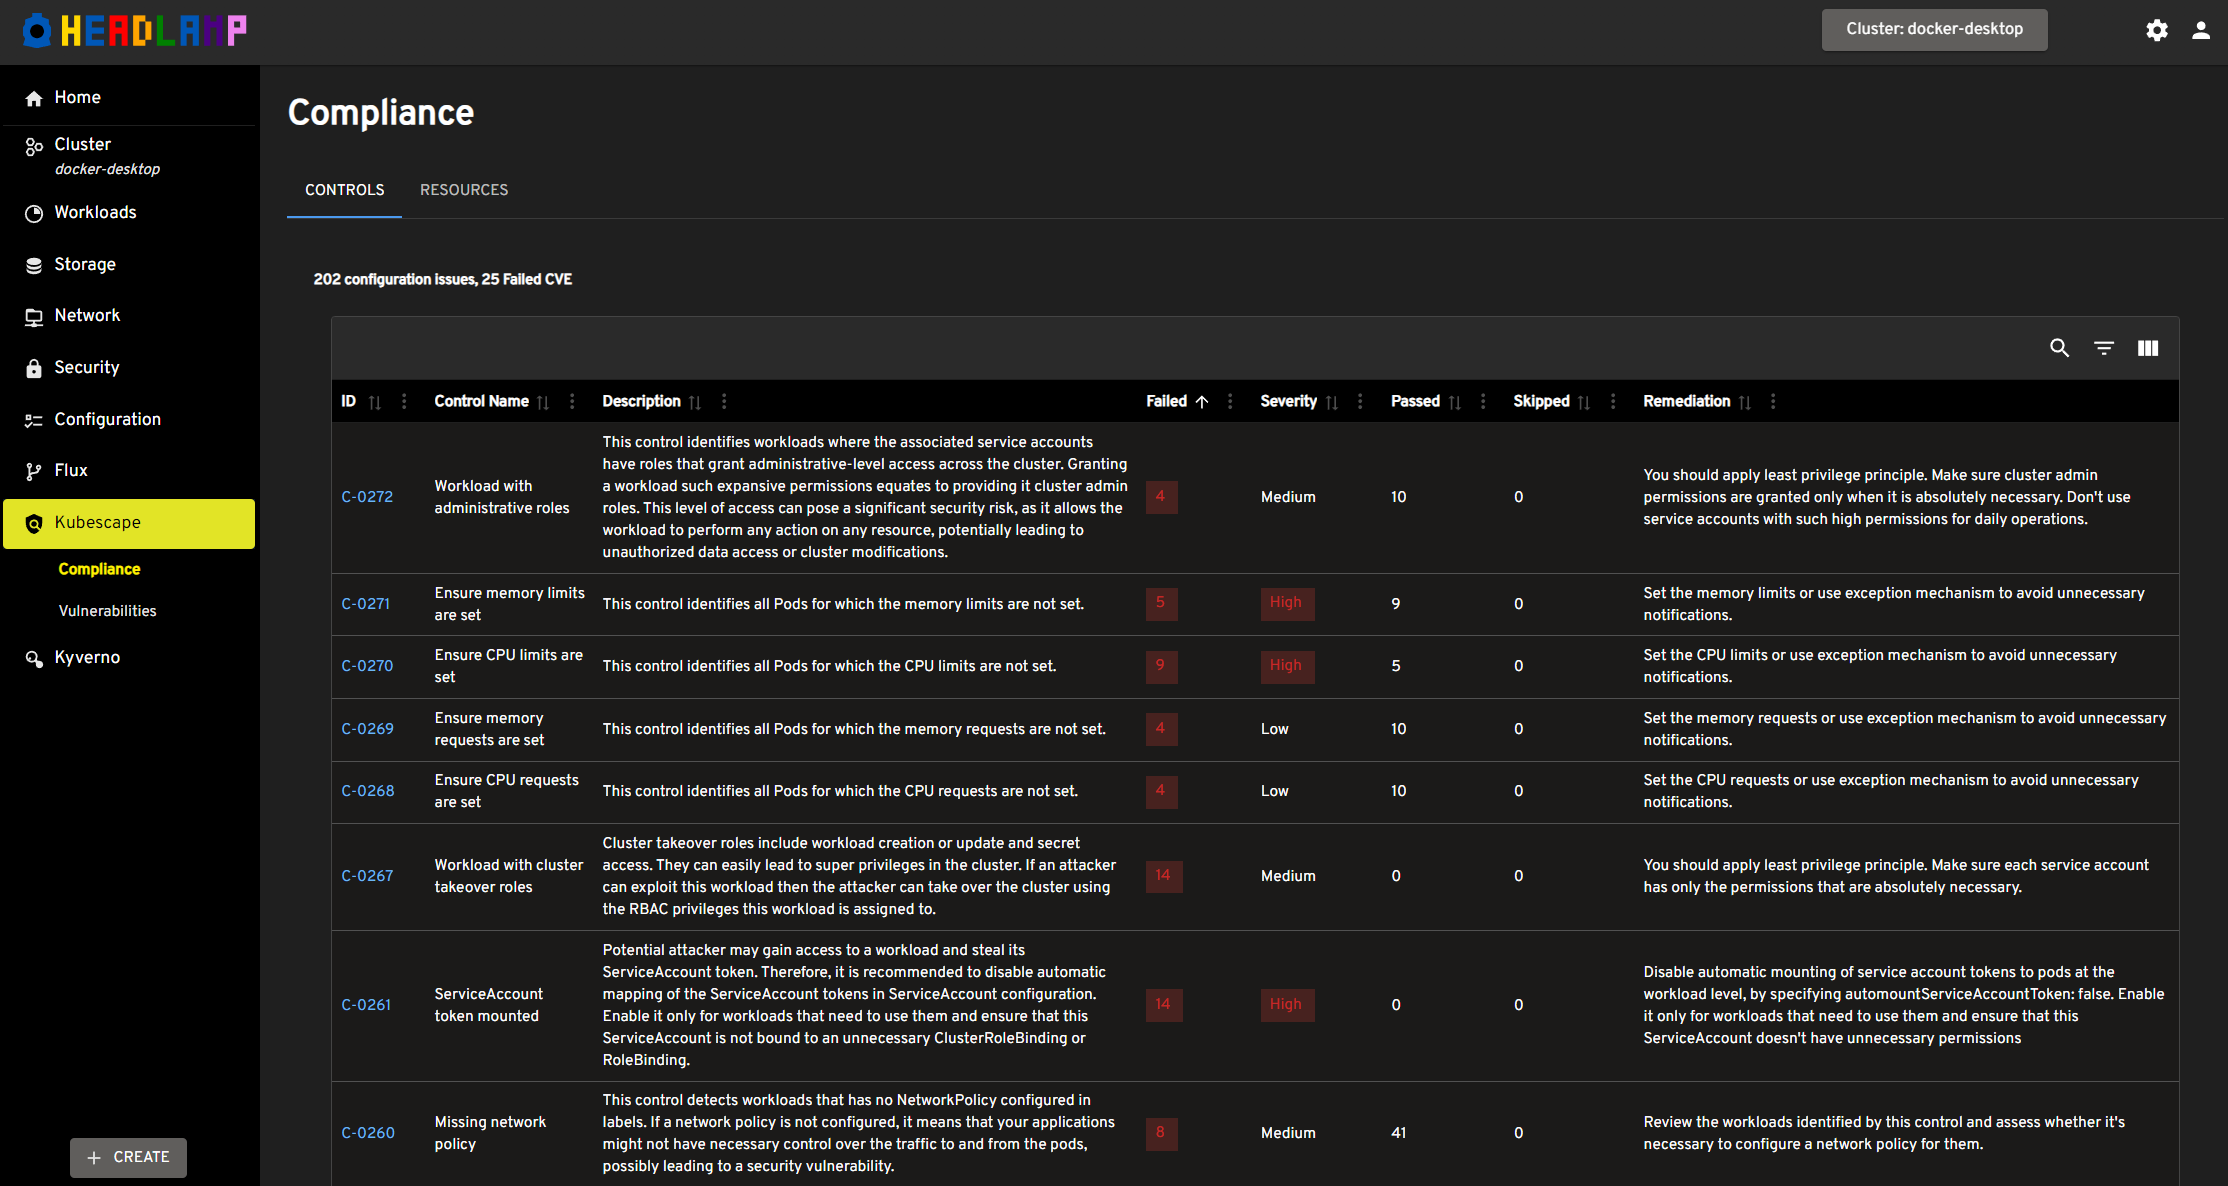 HEADLAMP
Cluster: docker-desktop
Home
Cluster
docker-desktop
Workloads
Storage
Network
Security
Configuration
Flux
Kubescape
Compliance
Vulnerabilities
Kyverno
CREATE
Compliance
CONTROLS
RESOURCES
202 configuration issues, 25 Failed CVE
ID
Control Name
Description
Failed
Severity
Passed
Skipped
Remediation
C-0272
Workload with
administrative roles
This control identifies workloads where the associated service accounts
have roles that grant administrative-level access across the cluster. Granting
a workload such expansive permissions equates to providing it cluster admin
roles. This level of access can pose a significant security risk, as it allows the
workload to perform any action on any resource, potentially leading to
unauthorized data access or cluster modifications.
4
Medium
10
0
You should apply least privilege principle. Make sure cluster admin
permissions are granted only when it is absolutely necessary. Don't use
service accounts with such high permissions for daily operations.
C-0271
Ensure memory limits
are set
This control identifies all Pods for which the memory limits are not set.
5
High
9
0
Set the memory limits or use exception mechanism to avoid unnecessary
notifications.
C-0270
Ensure CPU limits are
set
This control identifies all Pods for which the CPU limits are not set.
9
High
5
0
Set the CPU limits or use exception mechanism to avoid unnecessary
notifications.
C-0269
Ensure memory
requests are set
This control identifies all Pods for which the memory requests are not set.
4
Low
10
0
Set the memory requests or use exception mechanism to avoid unnecessary
notifications.
C-0268
Ensure CPU requests
are set
This control identifies all Pods for which the CPU requests are not set.
4
Low
10
0
Set the CPU requests or use exception mechanism to avoid unnecessary
notifications.
C-0267
Workload with cluster
takeover roles
Cluster takeover roles include workload creation or update and secret
access. They can easily lead to super privileges in the cluster. If an attacker
can exploit this workload then the attacker can take over the cluster using
the RBAC privileges this workload is assigned to.
14
Medium
0
0
You should apply least privilege principle. Make sure each service account
has only the permissions that are absolutely necessary.
C-0261
ServiceAccount
token mounted
Potential attacker may gain access to a workload and steal its
ServiceAccount token. Therefore, it is recommended to disable automatic
mapping of the ServiceAccount tokens in ServiceAccount configuration.
Enable it only for workloads that need to use them and ensure that this
ServiceAccount is not bound to an unnecessary ClusterRoleBinding or
RoleBinding.
14
High
0
0
Disable automatic mounting of service account tokens to pods at the
workload level, by specifying automountServiceAccountToken: false. Enable
it only for workloads that need to use them and ensure that this
ServiceAccount doesn't have unnecessary permissions
C-0260
Missing network
policy
This control detects workloads that has no NetworkPolicy configured in
labels. If a network policy is not configured, it means that your applications
might not have necessary control over the traffic to and from the pods,
possibly leading to a security vulnerability.
8
Medium
41
0
Review the workloads identified by this control and assess whether it's
necessary to configure a network policy for them.